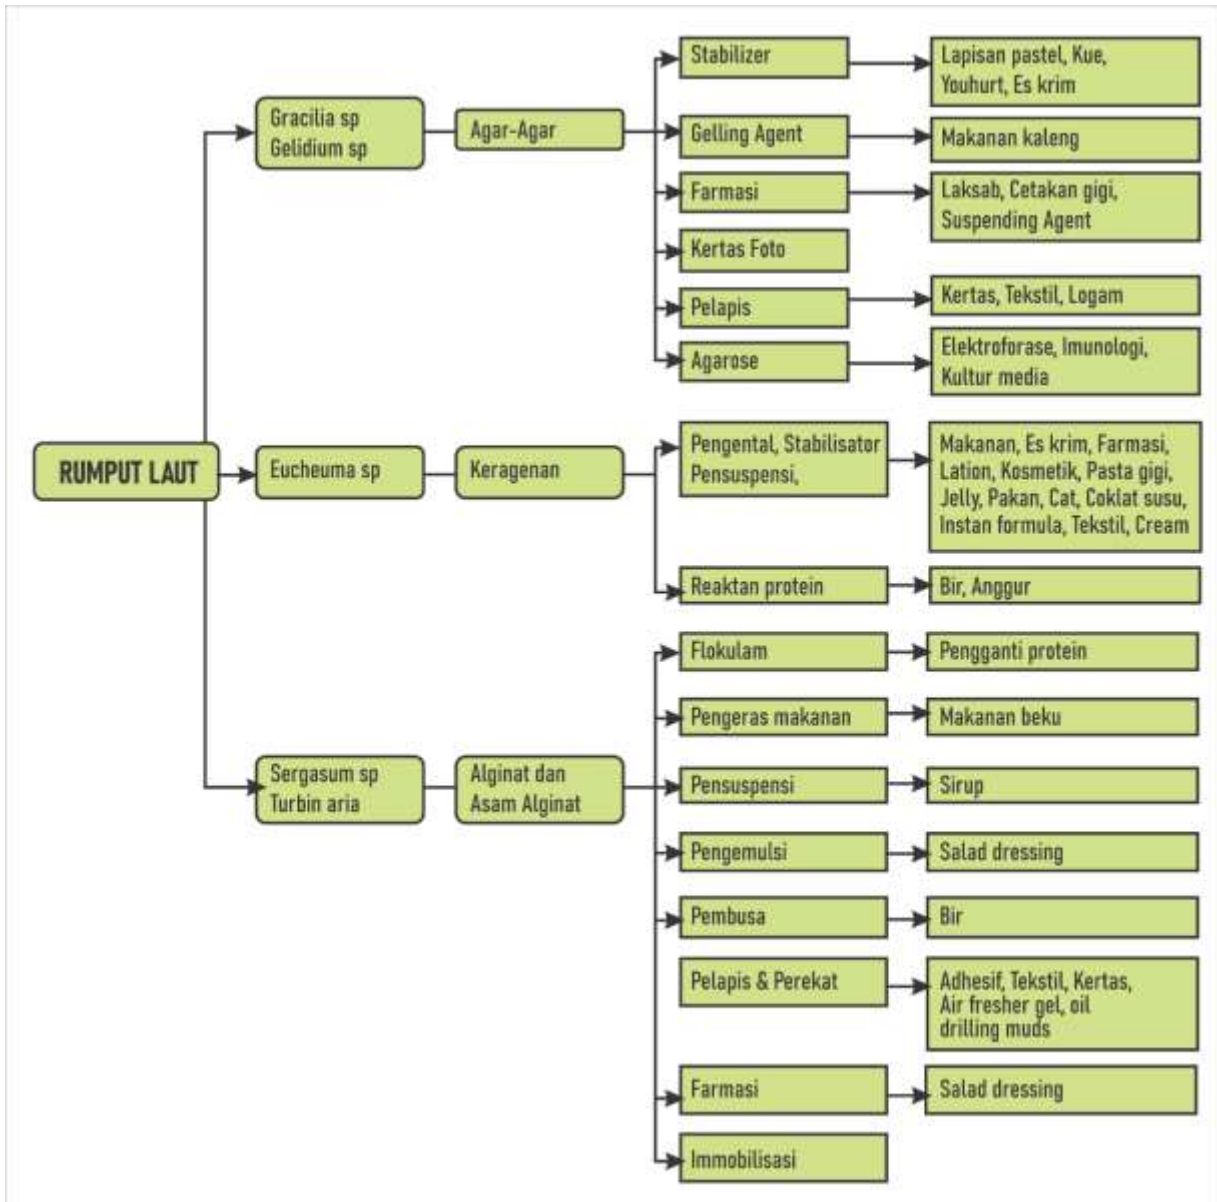 RUMPUT LAUT
Gracilia sp
Gelidium sp
Agar-Agar
Stabilizer
Lapisan pastel, Kue,
Youhurt, Es krim
Gelling Agent
Makanan kaleng
Farmasi
Laksab, Cetakan gigi,
Suspending Agent
Kertas Foto
Pelapis
Kertas, Tekstil, Logam
Agarose
Elektroforase, Imunologi,
Kultur media
Eucheuma sp
Keragenan
Pengental, Stabilisator
Pensuspensi,
Makanan, Es krim, Farmasi,
Lation, Kosmetik, Pasta gigi,
Jelly, Pakan, Cat, Coklat susu,
Instan formula, Tekstil, Cream
Reaktan protein
Bir, Anggur
Sergasum sp
Turbin aria
Alginat dan
Asam Alginat
Flokulam
Pengganti protein
Pengeras makanan
Makanan beku
Pensuspensi
Sirup
Pengemulsi
Salad dressing
Pembusa
Bir
Pelapis & Perekat
Adhesif, Tekstil, Kertas,
Air fresher gel, oil
drilling muds
Farmasi
Salad dressing
Immobilisasi